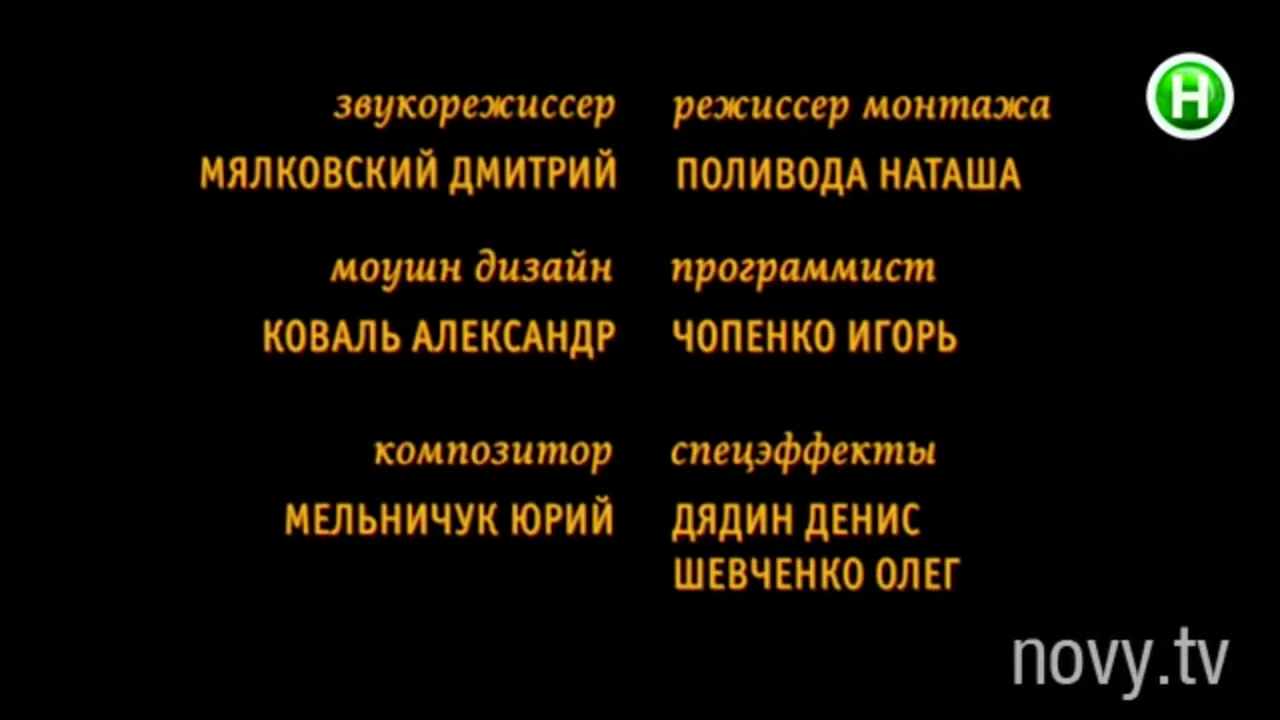 звукорежиссер
МЯЛКОВСКИЙ ДМИТРИЙ
режиссер монтажа
ПОЛИВОДА НАТАША
моушн дизайн
КОВАЛЬ АЛЕКСАНДР
программист
ЧОПЕНКО ИГОРЬ
композитор
МЕЛЬНИЧУК ЮРИЙ
спецэффекты
ДЯДИН ДЕНИС
ШЕВЧЕНКО ОЛЕГ
Н
novy.tv